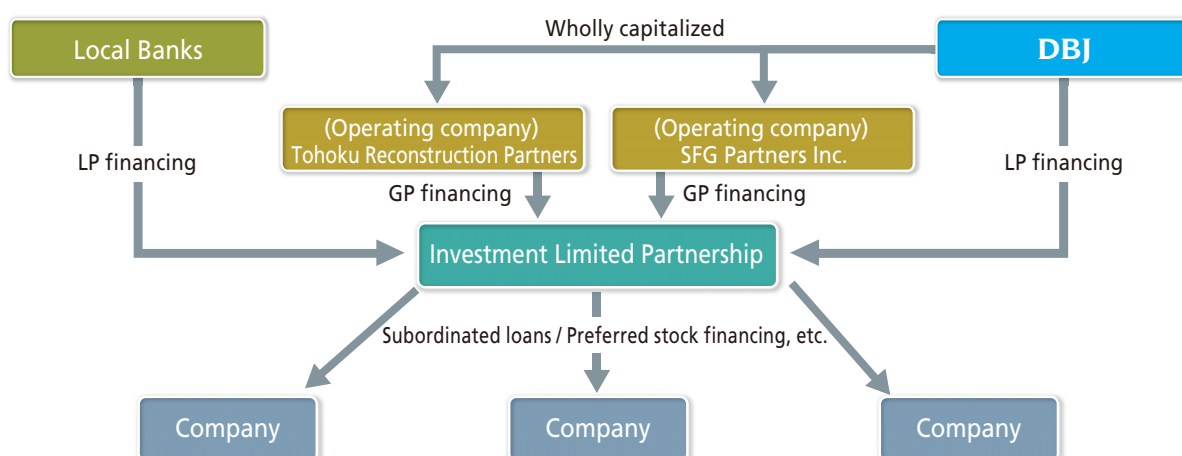 Wholly capitalized
Local Banks
DBJ
(Operating company)
Tohoku Reconstruction Partners
(Operating company)
SFG Partners Inc.
LP financing
LP financing
GP financing
GP financing
Investment Limited Partnership
Subordinated loans / Preferred stock financing, etc.
Company
Company
Company